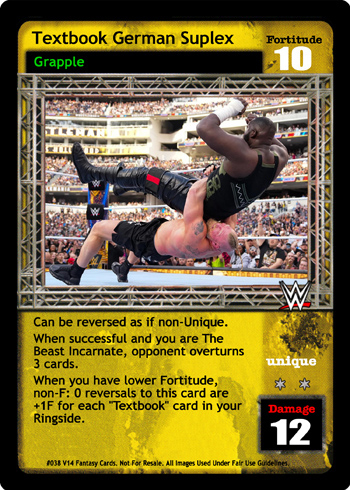 Textbook German Suplex
Fortitude
10
Grapple
Can be reversed as if non-Unique.
When successful and you are The
Beast Incarnate, opponent overturns
3 cards.
When you have lower Fortitude,
non-F: 0 reversals to this card are
+1F for each "Textbook" card in your
Ringside.
unique
Damage
12
#038 V14 Fantasy Cards. Not For Resale. All Images Used Under Fair Use Guidelines.